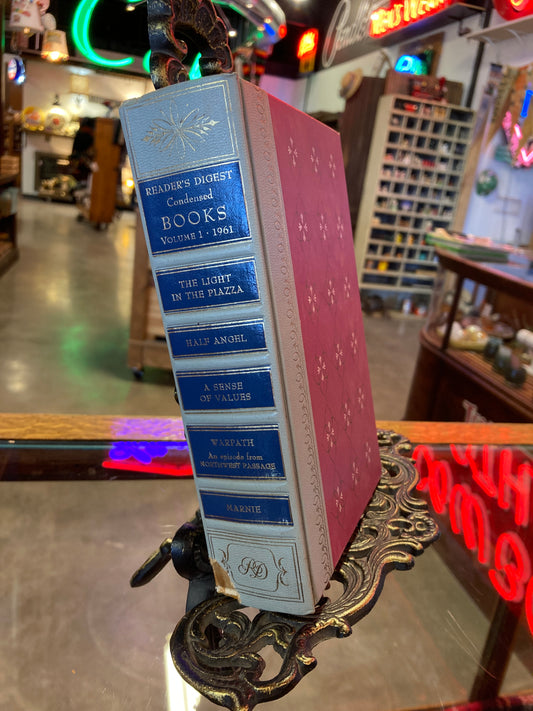 READER'S DIGEST
Condensed
BOOKS
VOLUME 1 · 1961
THE LIGHT
IN THE PIAZZA
HALF ANGEL
A SENSE
OF VALUES
WARPATH
An episode from
NORTHWEST PASSAGE
MARNIE
RD